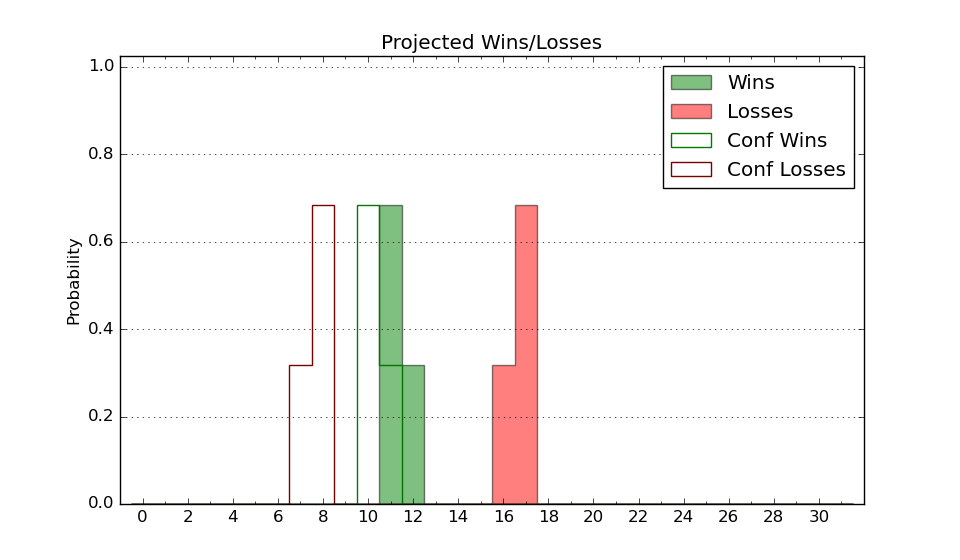 Projected Wins/Losses
1.0
0.8
0.6
0.4
0.2
0.0
Probability
Wins
Losses
Conf Wins
Conf Losses
0 2 4 6 8 10 12 14 16 18 20 22 24 26 28 30